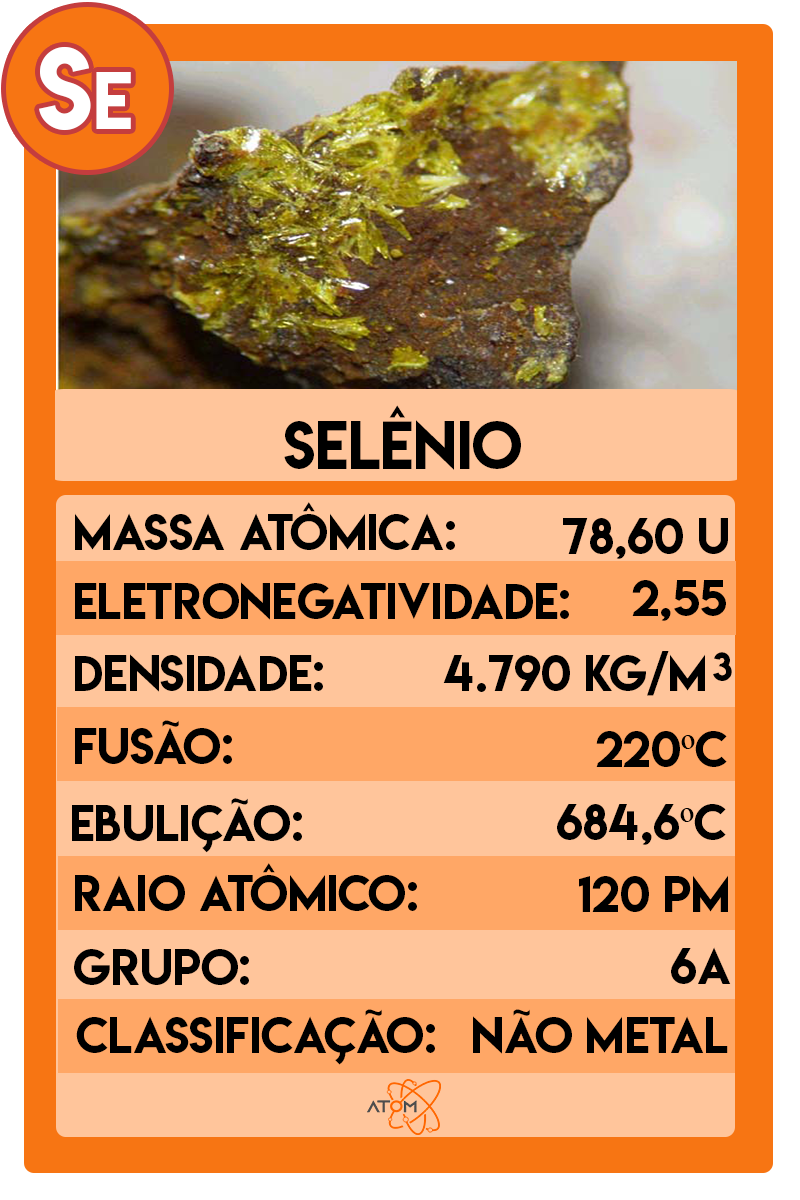 SE
SELÊNIO
MASSA ATÔMICA: 78,60 U
ELETRONEGATIVIDADE: 2,55
DENSIDADE: 4.790 KG/M³
FUSÃO: 220ºC
EBULIÇÃO: 684,6ºC
RAIO ATÔMICO: 120 PM
GRUPO: 6A
CLASSIFICAÇÃO: NÃO METAL
ATOM